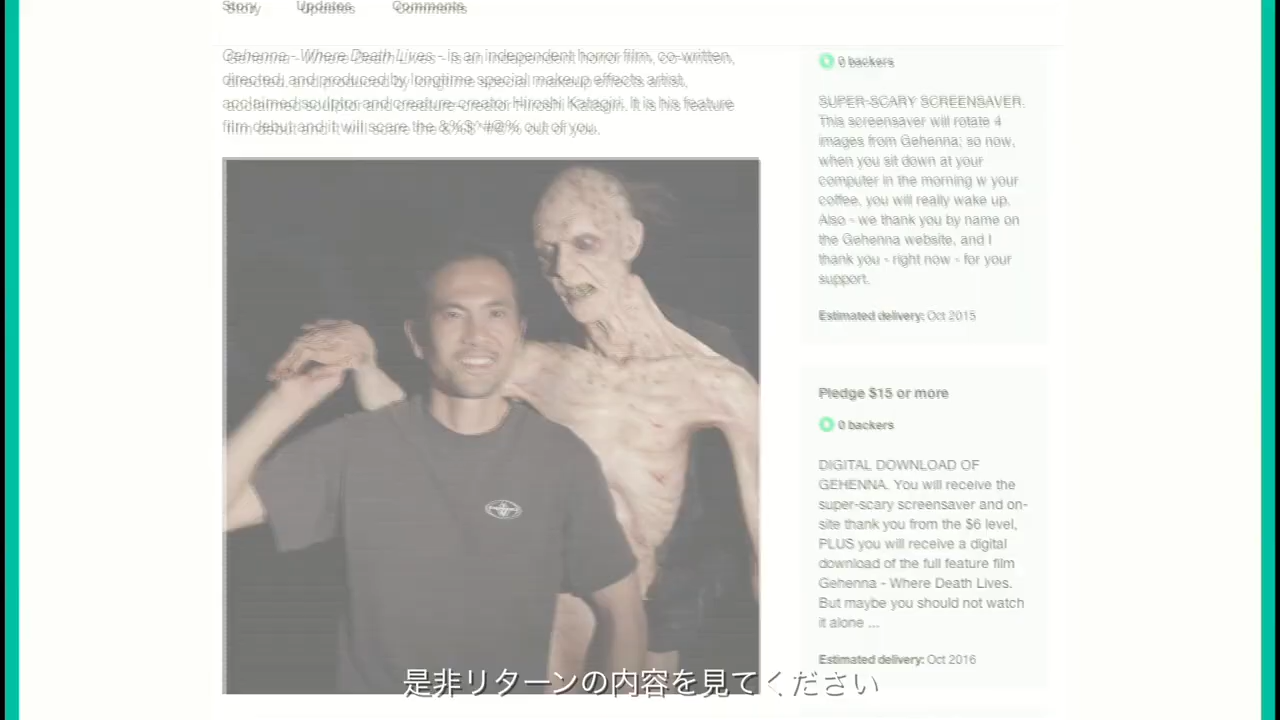 Story Updates Comments
Gehenna - Where Death Lives - is an independent horror film, co-written,
directed, and produced by longtime special makeup effects artist,
acclaimed sculptor and creature-creator Hiroshi Katagiri. It is his feature
film debut and it will scare the &%$^#@% out of you.
0 backers
SUPER-SCARY SCREENSAVER.
This screensaver will rotate 4
images from Gehenna; so now,
when you sit down at your
computer in the morning w your
coffee, you will really wake up.
Also - we thank you by name on
the Gehenna website, and I
thank you - right now - for your
support.
Estimated delivery: Oct 2015
Pledge $15 or more
0 backers
DIGITAL DOWNLOAD OF
GEHENNA. You will receive the
super-scary screensaver and on-
site thank you from the $6 level,
PLUS you will receive a digital
download of the full feature film
Gehenna - Where Death Lives.
But maybe you should not watch
it alone ...
Estimated delivery: Oct 2016
是非リターンの内容を見てください